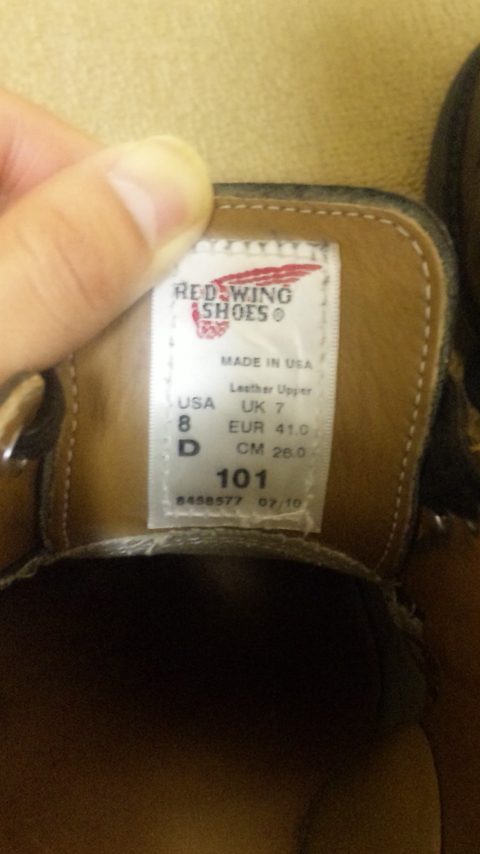 RED WING
SHOES ®
MADE IN USA
Leather Upper
USA UK 7
8 EUR 41.0
D CM 26.0
101
8458577 07/10